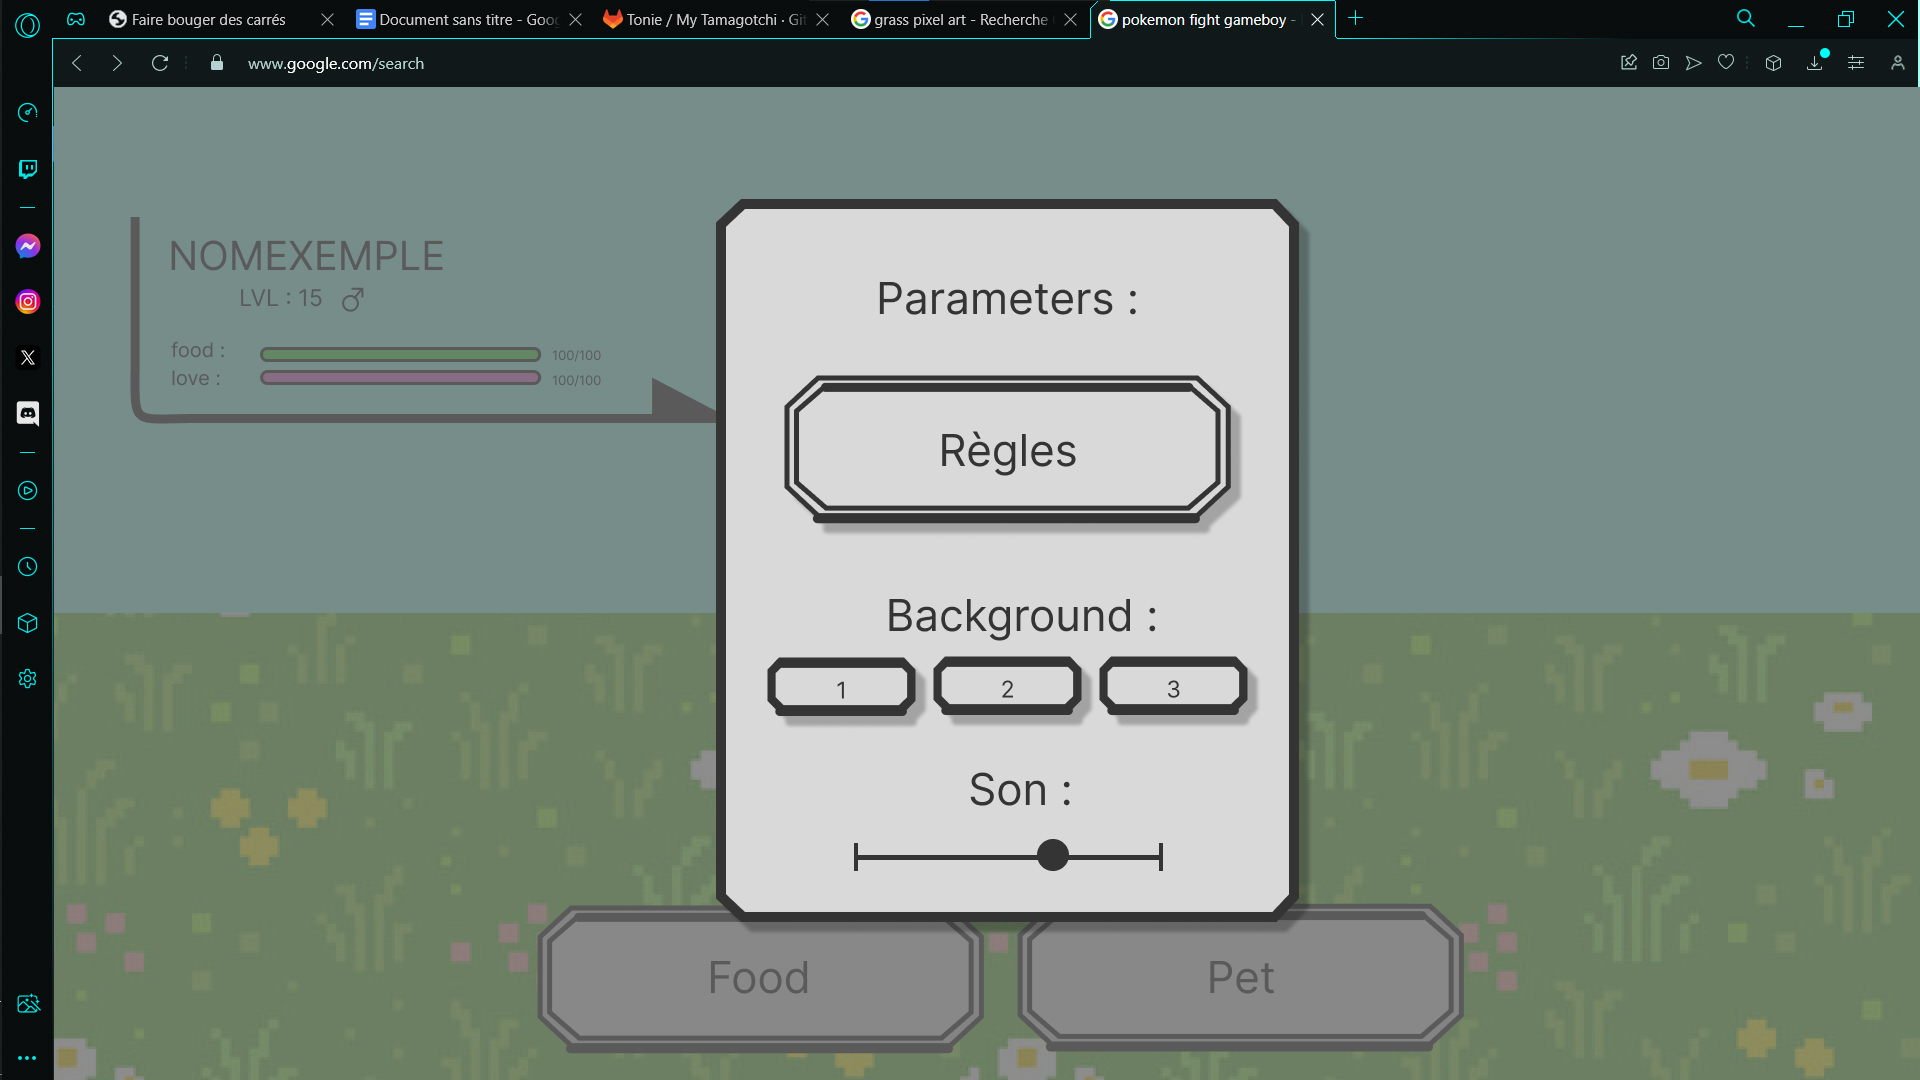 Faire bouger des carrés
Document sans titre - Goo
Tonie / My Tamagotchi · Git
grass pixel art - Recherche
pokemon fight gameboy -
www.google.com/search
NOMEXEMPLE
LVL : 15 ♂
food : 100/100
love : 100/100
Parameters :
Règles
Background :
1 2 3
Son :
Food Pet